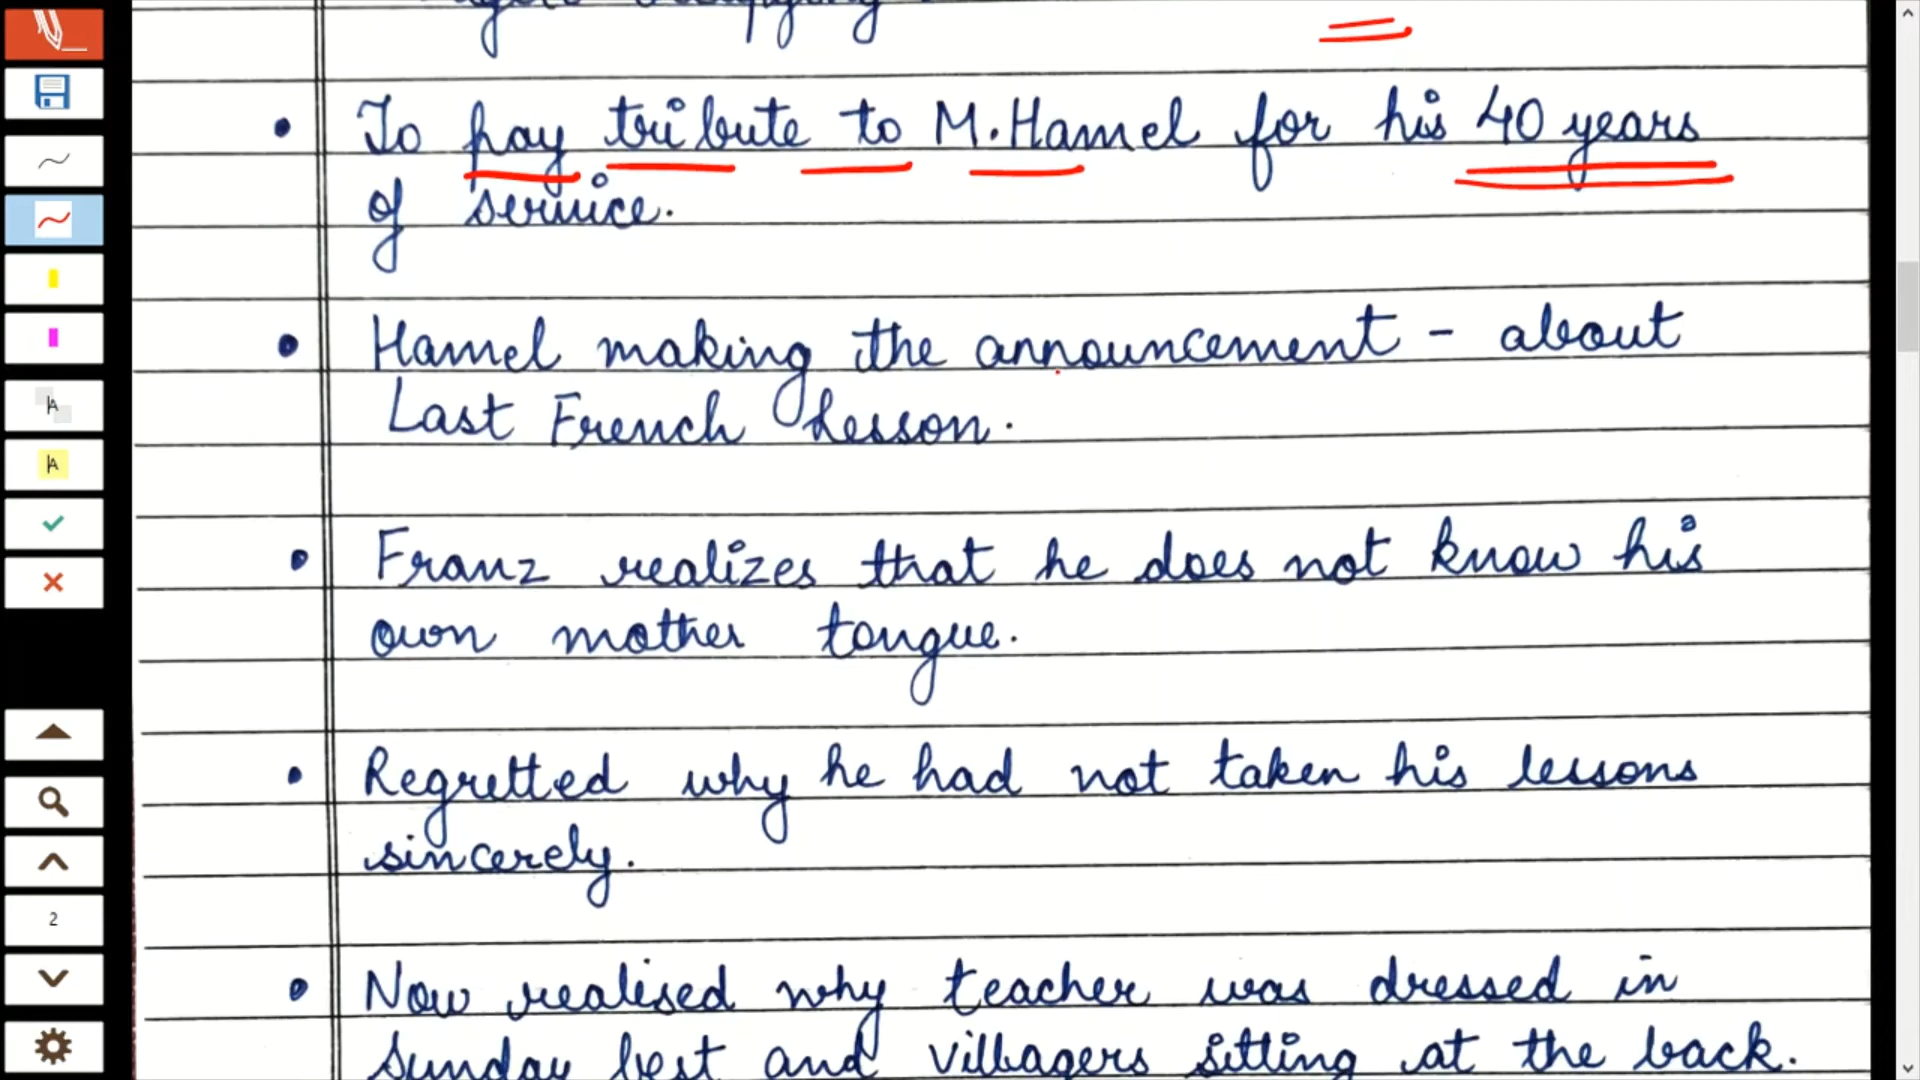 • To pay tribute to M. Hamel for his 40 years
of service.
• Hamel making the announcement - about
Last French Lesson.
• Franz realizes that he does not know his
own mother tongue.
• Regretted why he had not taken his lessons
sincerely.
2
• Now realised why teacher was dressed in
Sunday best and villagers sitting at the back.